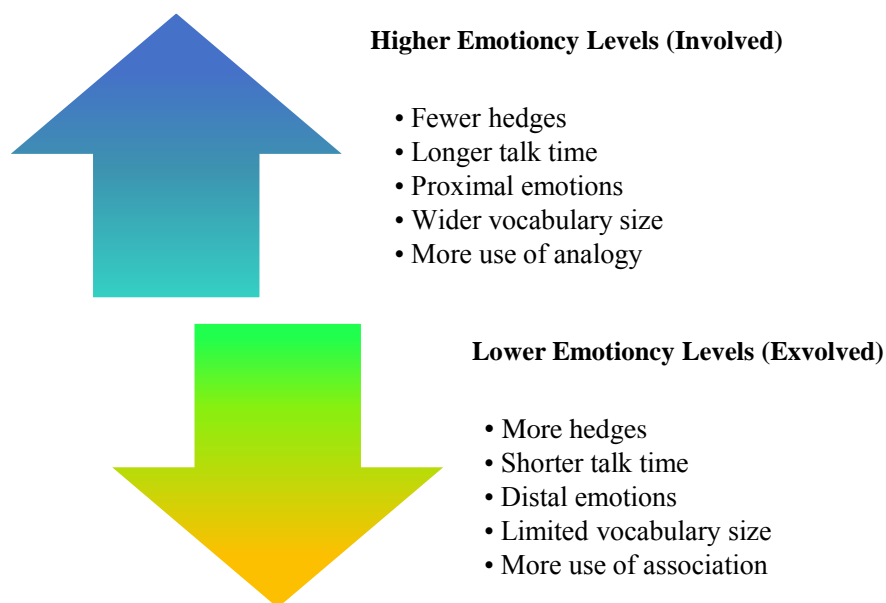 Higher Emotioncy Levels (Involved)
• Fewer hedges
• Longer talk time
• Proximal emotions
• Wider vocabulary size
• More use of analogy
Lower Emotioncy Levels (Exvolved)
• More hedges
• Shorter talk time
• Distal emotions
• Limited vocabulary size
• More use of association